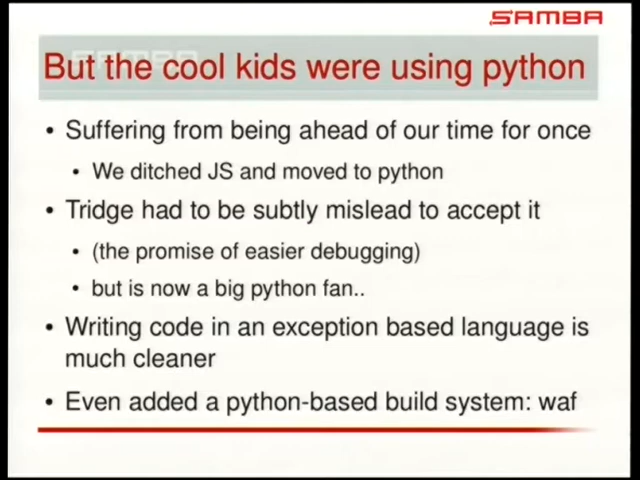 SAMBA
But the cool kids were using python
• Suffering from being ahead of our time for once
• We ditched JS and moved to python
• Tridge had to be subtly mislead to accept it
• (the promise of easier debugging)
• but is now a big python fan..
• Writing code in an exception based language is
much cleaner
• Even added a python-based build system: waf